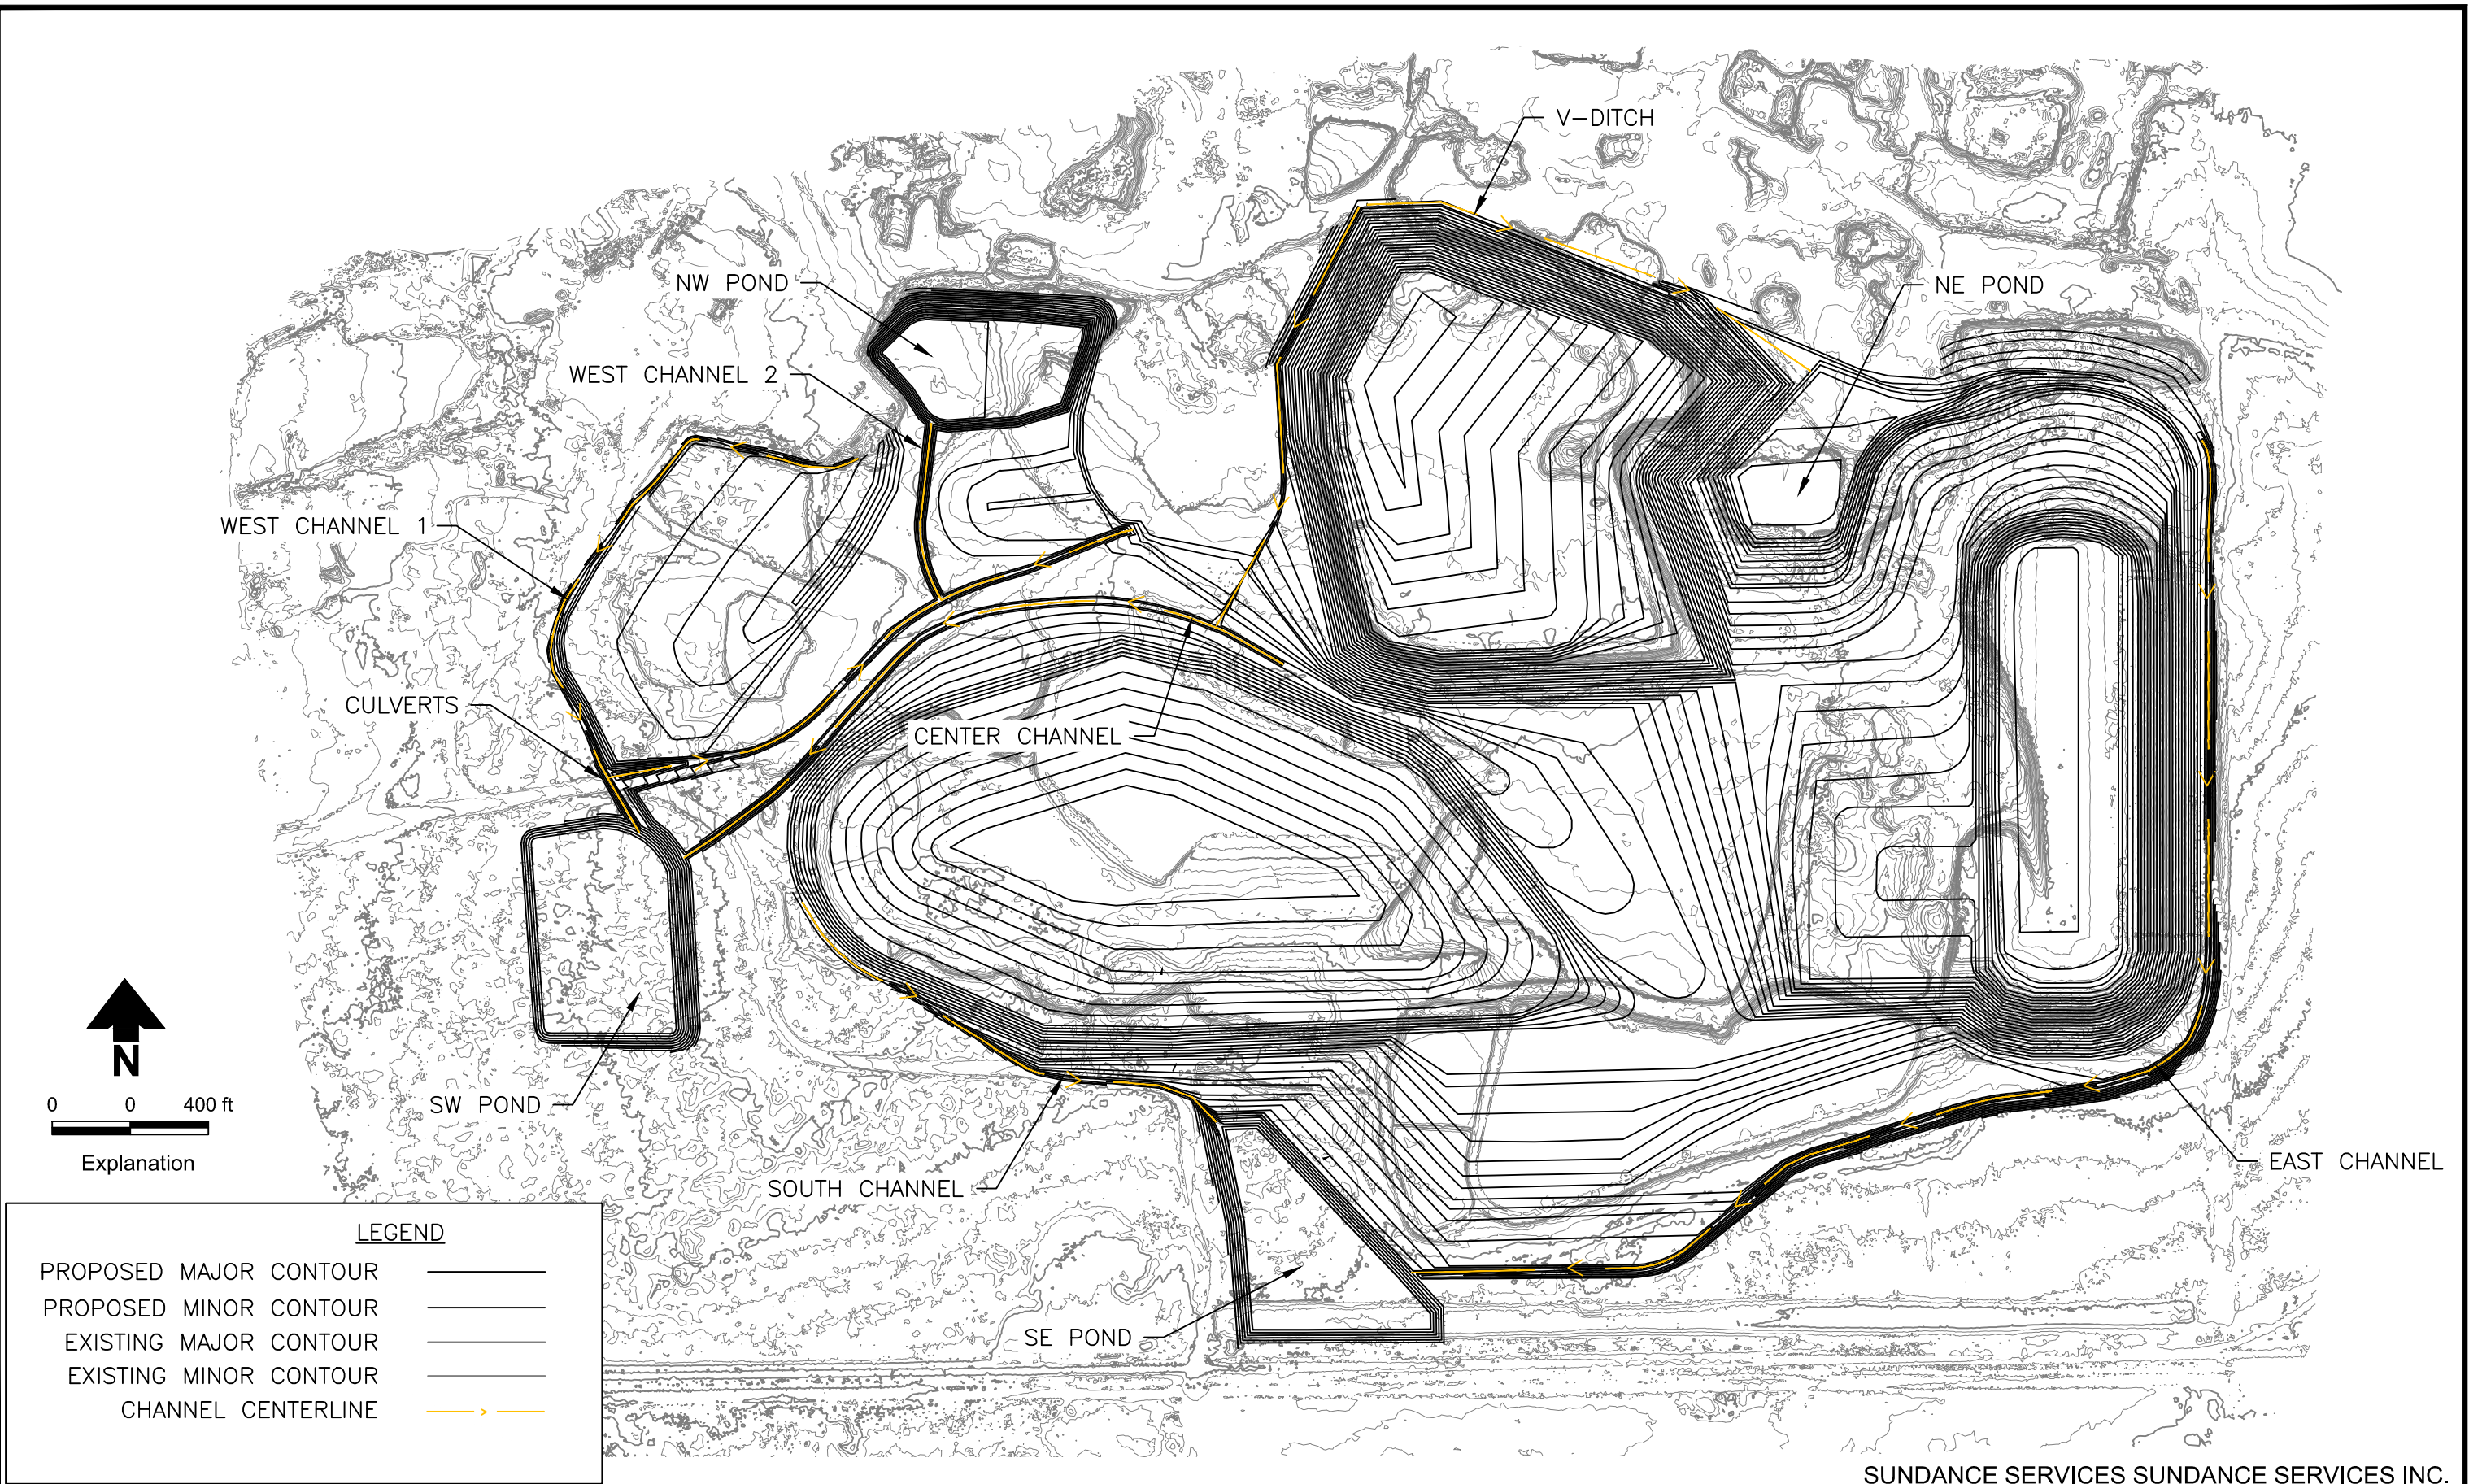 V-DITCH
NW POND
NE POND
WEST CHANNEL 2
WEST CHANNEL 1
CULVERTS
CENTER CHANNEL
N
0 0 400 ft
Explanation
SW POND
SOUTH CHANNEL
EAST CHANNEL
SE POND
LEGEND
PROPOSED MAJOR CONTOUR
PROPOSED MINOR CONTOUR
EXISTING MAJOR CONTOUR
EXISTING MINOR CONTOUR
CHANNEL CENTERLINE
SUNDANCE SERVICES SUNDANCE SERVICES INC.